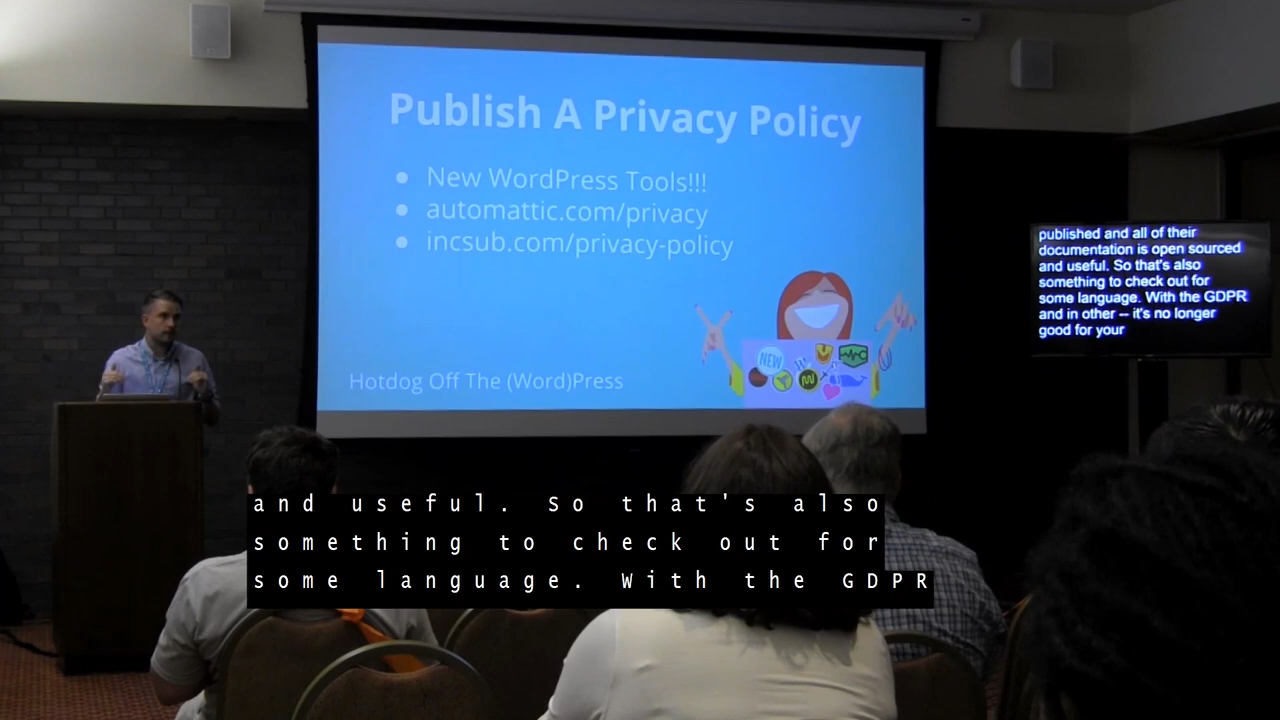 Publish A Privacy Policy
New WordPress Tools!!!
automattic.com/privacy
incsub.com/privacy-policy
NEW
Hotdog Off The (Word)Press
published and all of their
documentation is open sourced
and useful. So that's also
something to check out for
some language. With the GDPR
and in other -- it's no longer
good for your
and useful. So that's also
something to check out for
some language. With the GDPR